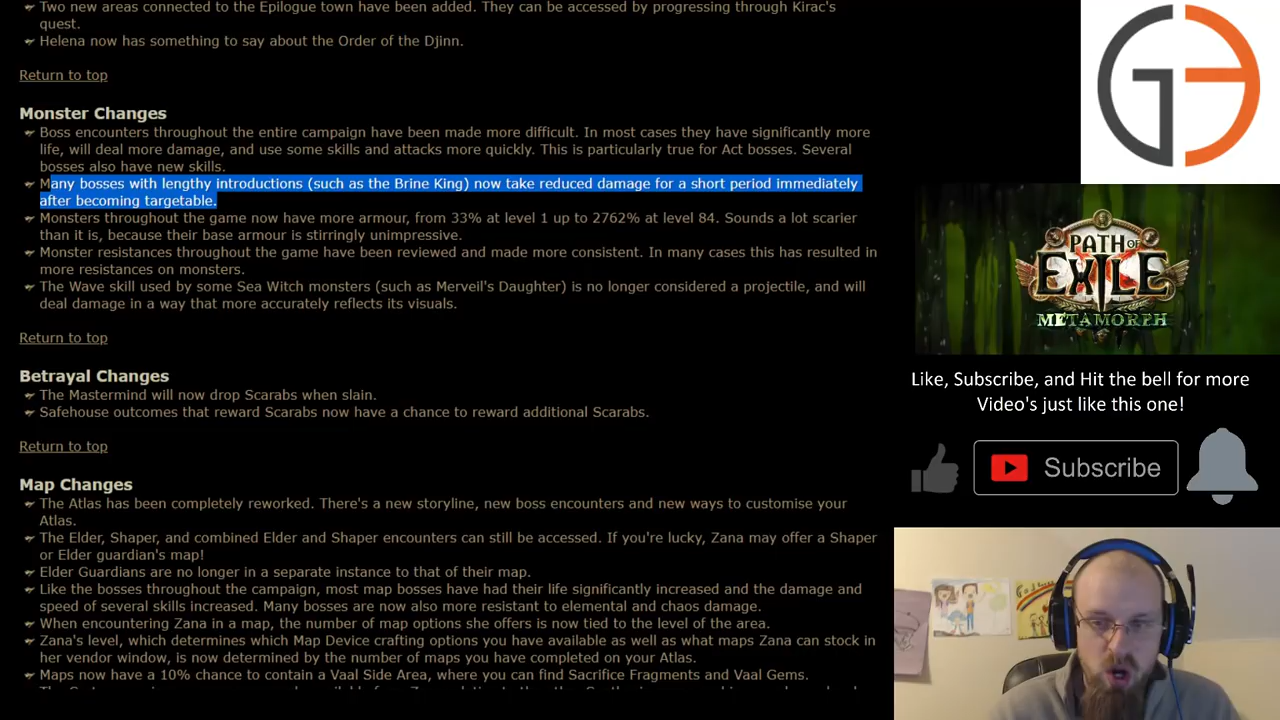 Two new areas connected to the Epilogue town have been added. They can be accessed by progressing through Kirac's
quest.
Helena now has something to say about the Order of the Djinn.
Return to top
Monster Changes
Boss encounters throughout the entire campaign have been made more difficult. In most cases they have significantly more
life, will deal more damage, and use some skills and attacks more quickly. This is particularly true for Act bosses. Several
bosses also have new skills.
Many bosses with lengthy introductions (such as the Brine King) now take reduced damage for a short period immediately
after becoming targetable.
Monsters throughout the game now have more armour, from 33% at level 1 up to 2762% at level 84. Sounds a lot scarier
than it is, because their base armour is stirringly unimpressive.
Monster resistances throughout the game have been reviewed and made more consistent. In many cases this has resulted in
more resistances on monsters.
The Wave skill used by some Sea Witch monsters (such as Merveil's Daughter) is no longer considered a projectile, and will
deal damage in a way that more accurately reflects its visuals.
Return to top
Betrayal Changes
The Mastermind will now drop Scarabs when slain.
Safehouse outcomes that reward Scarabs now have a chance to reward additional Scarabs.
Return to top
Map Changes
The Atlas has been completely reworked. There's a new storyline, new boss encounters and new ways to customise your
Atlas.
The Elder, Shaper, and combined Elder and Shaper encounters can still be accessed. If you're lucky, Zana may offer a Shaper
or Elder guardian's map!
Elder Guardians are no longer in a separate instance to that of their map.
Like the bosses throughout the campaign, most map bosses have had their life significantly increased and the damage and
speed of several skills increased. Many bosses are now also more resistant to elemental and chaos damage.
When encountering Zana in a map, the number of map options she offers is now tied to the level of the area.
Zana's level, which determines which Map Device crafting options you have available as well as what maps Zana can stock in
her vendor window, is now determined by the number of maps you have completed on your Atlas.
Maps now have a 10% chance to contain a Vaal Side Area, where you can find Sacrifice Fragments and Vaal Gems.
PATH OF
EXILE
METAMORPH
Like, Subscribe, and Hit the bell for more
Video's just like this one!
Subscribe